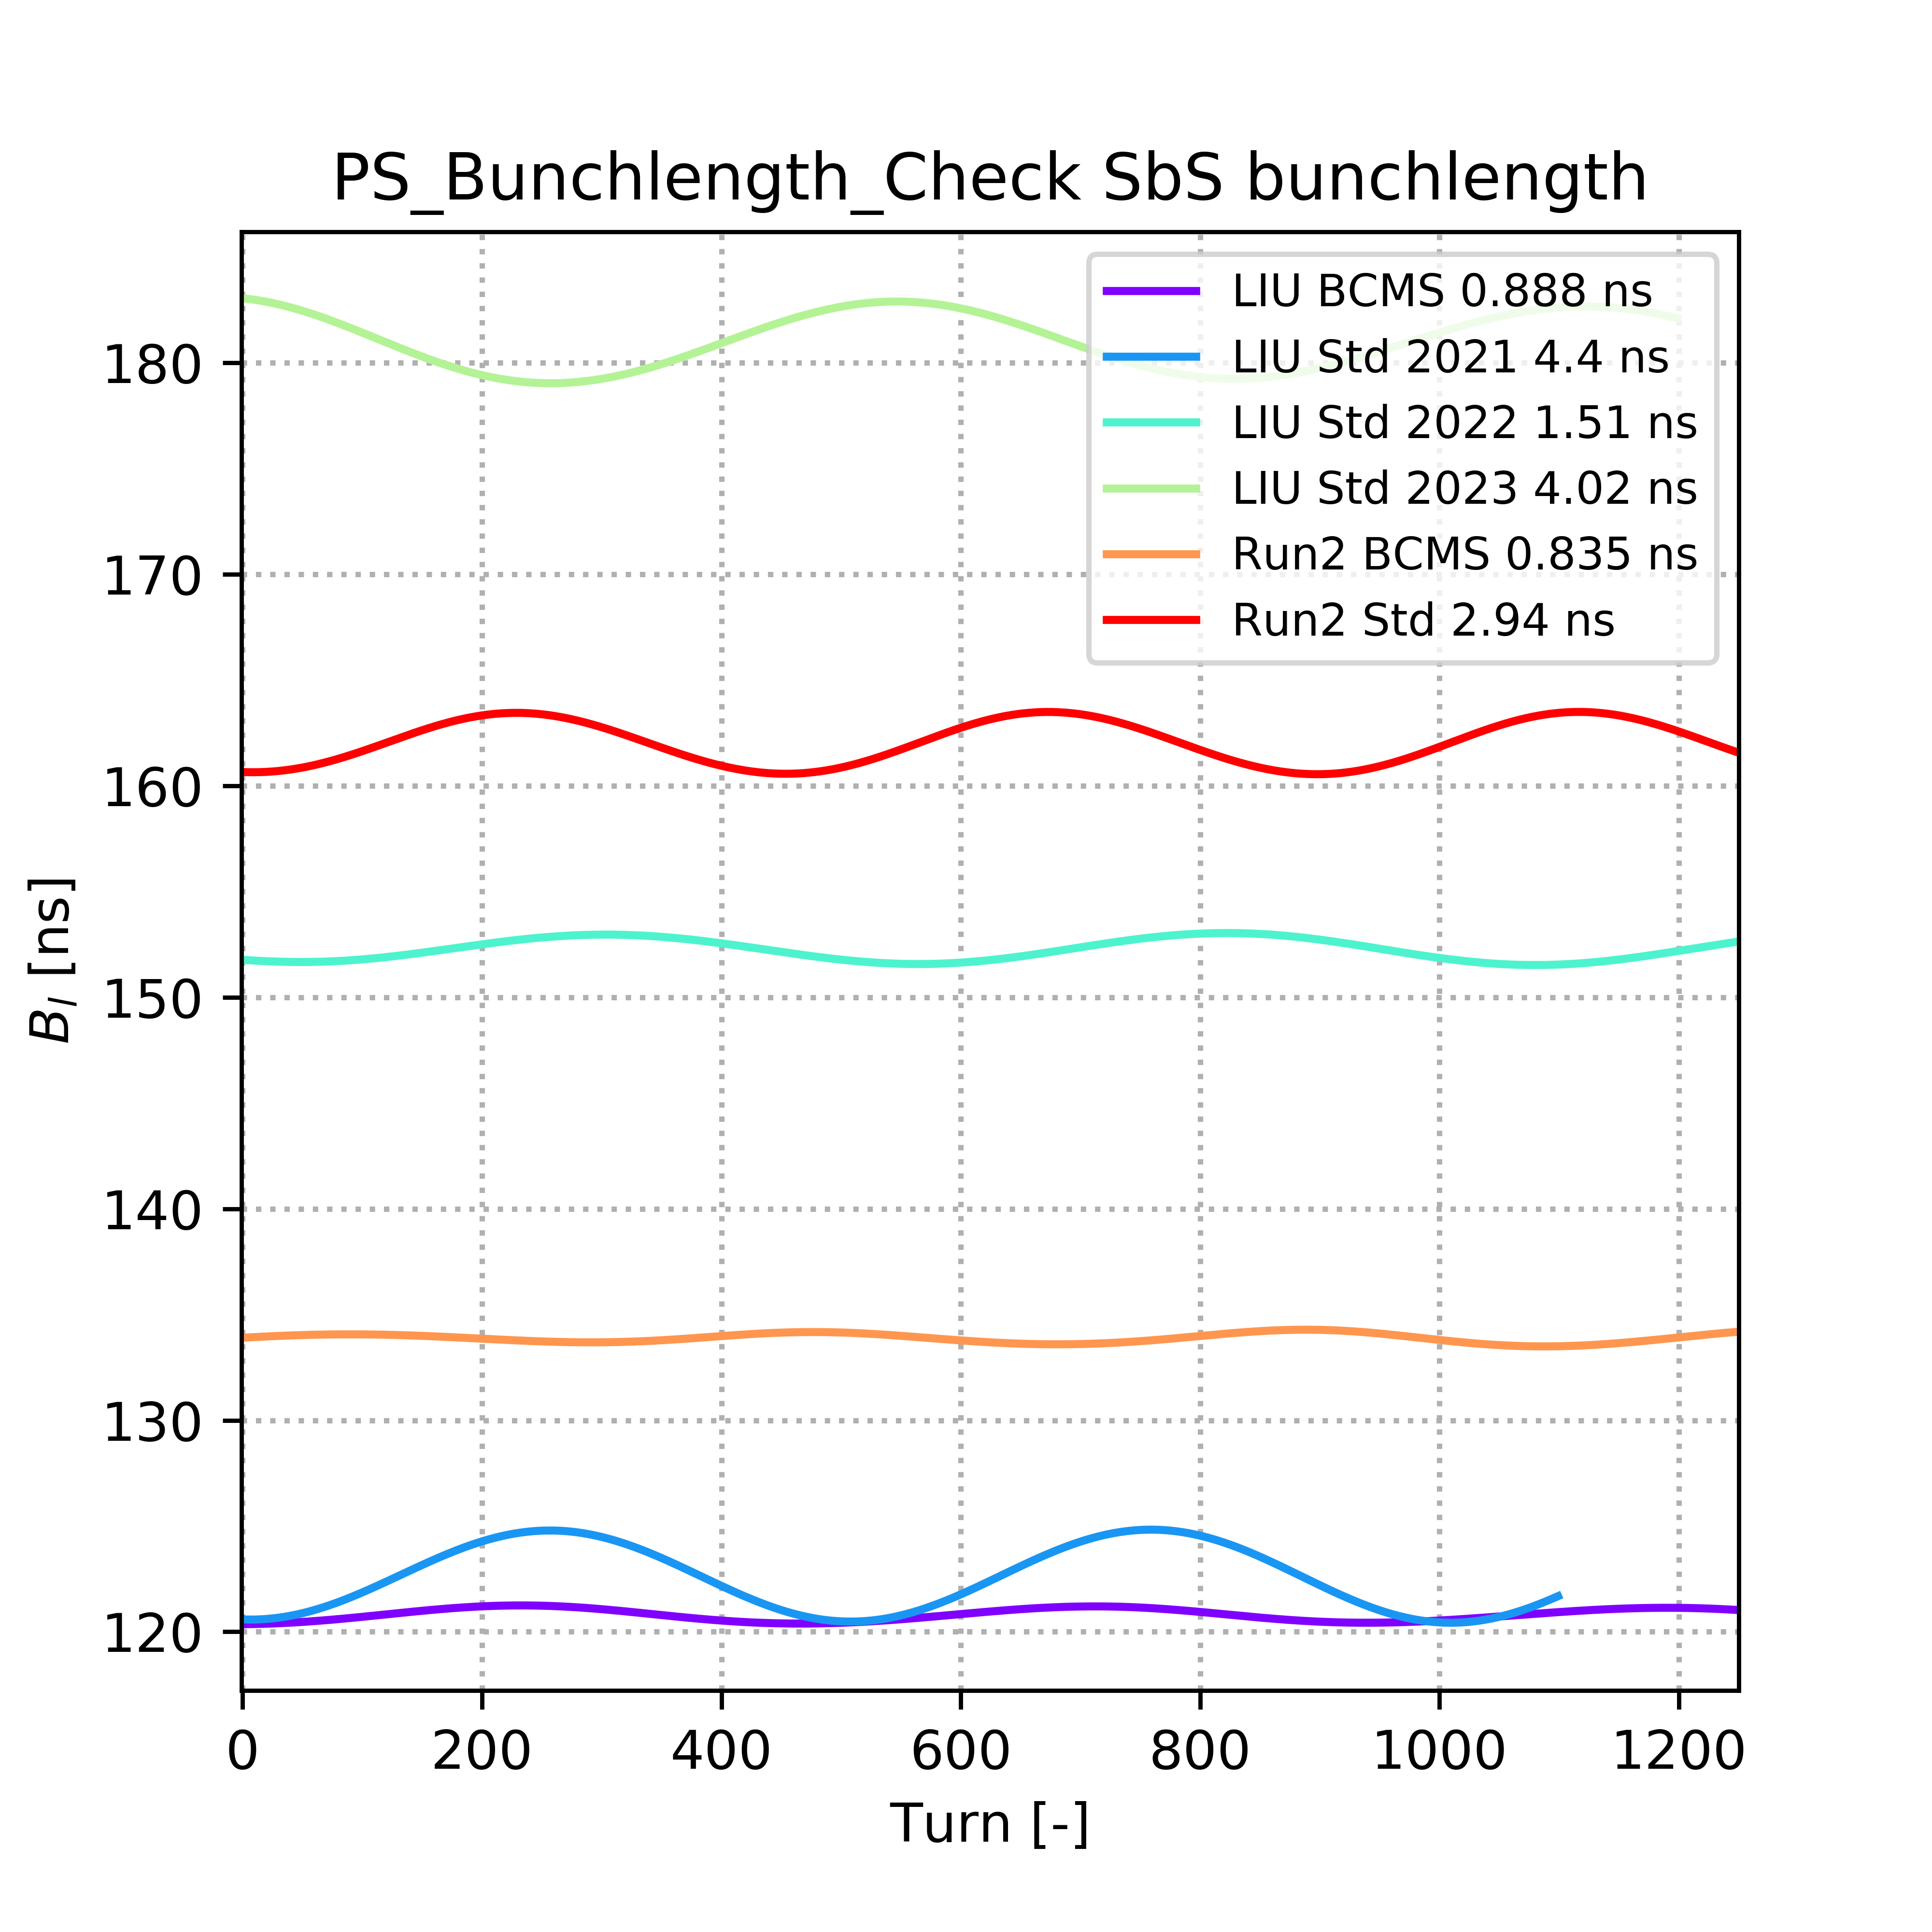 PS_Bunchlength_Check SbS bunchlength
LIU BCMS 0.888 ns
LIU Std 2021 4.4 ns
LIU Std 2022 1.51 ns
LIU Std 2023 4.02 ns
Run2 BCMS 0.835 ns
Run2 Std 2.94 ns
180
170
160
150
140
130
120
B_l [ns]
0 200 400 600 800 1000 1200
Turn [-]